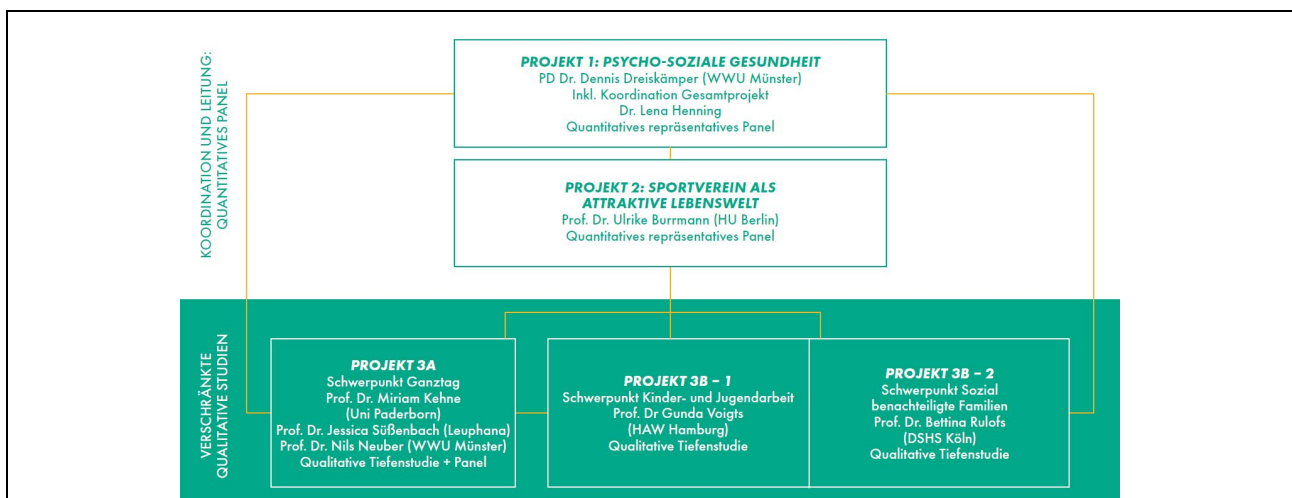 KOORDINATION UND LEITUNG:
QUANTITATIVES PANEL
PROJEKT 1: PSYCHO-SOZIALE GESUNDHEIT
PD Dr. Dennis Dreiskämper (WWU Münster)
Inkl. Koordination Gesamtprojekt
Dr. Lena Henning
Quantitatives repräsentatives Panel
PROJEKT 2: SPORTVEREIN ALS
ATTRAKTIVE LEBENSWELT
Prof. Dr. Ulrike Burrmann (HU Berlin)
Quantitatives repräsentatives Panel
VERSCHRÄNKTE
QUALITATIVE STUDIEN
PROJEKT 3A
Schwerpunkt Ganztag
Prof. Dr. Miriam Kehne
(Uni Paderborn)
Prof. Dr. Jessica Süßenbach (Leuphana)
Prof. Dr. Nils Neuber (WWU Münster)
Qualitative Tiefenstudie + Panel
PROJEKT 3B – 1
Schwerpunkt Kinder- und Jugendarbeit
Prof. Dr Gunda Voigts
(HAW Hamburg)
Qualitative Tiefenstudie
PROJEKT 3B – 2
Schwerpunkt Sozial
benachteiligte Familien
Prof. Dr. Bettina Rulofs
(DSHS Köln)
Qualitative Tiefenstudie